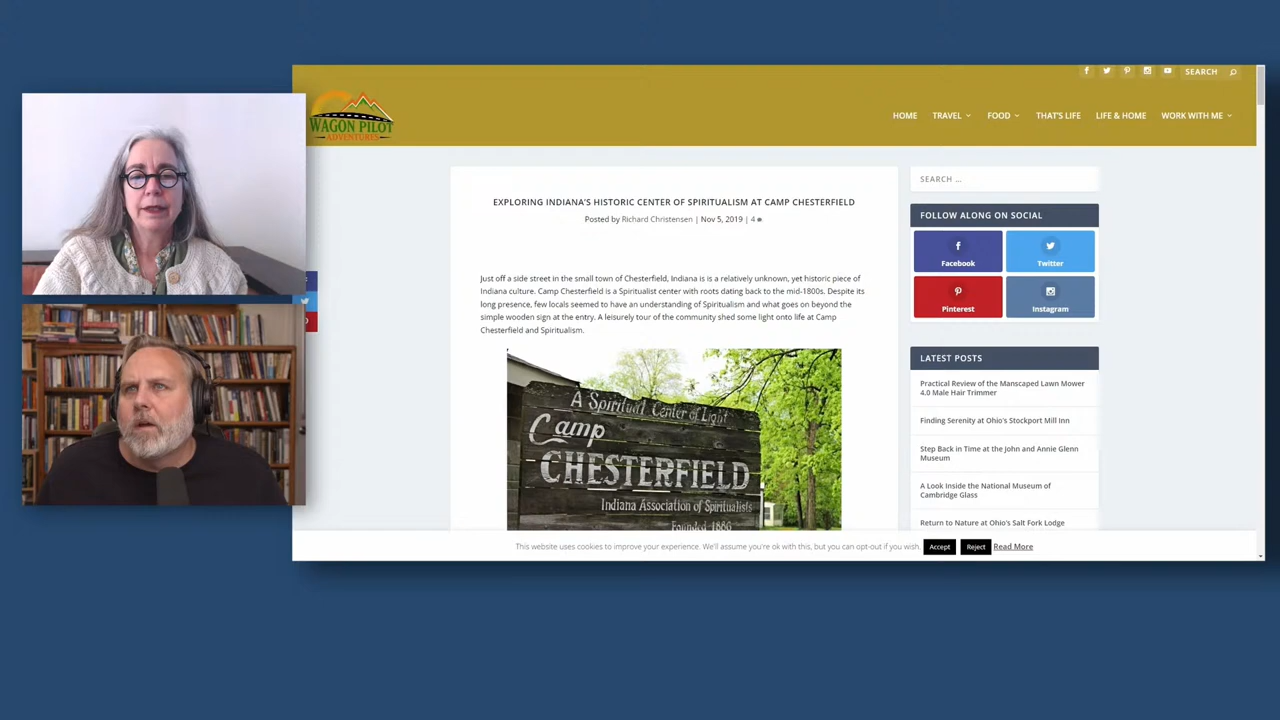 SEARCH
WAGON PILOT
ADVENTURES
HOME TRAVEL FOOD THAT'S LIFE LIFE & HOME WORK WITH ME
EXPLORING INDIANA'S HISTORIC CENTER OF SPIRITUALISM AT CAMP CHESTERFIELD
Posted by Richard Christensen | Nov 5, 2019 | 4
Just off a side street in the small town of Chesterfield, Indiana is is a relatively unknown, yet historic piece of
Indiana culture. Camp Chesterfield is a Spiritualist center with roots dating back to the mid-1800s. Despite its
long presence, few locals seemed to have an understanding of Spiritualism and what goes on beyond the
simple wooden sign at the entry. A leisurely tour of the community shed some light onto life at Camp
Chesterfield and Spiritualism.
A Spiritual Center of Light
Camp
CHESTERFIELD
Indiana Association of Spiritualists
Founded 1886
SEARCH ...
FOLLOW ALONG ON SOCIAL
Facebook
Twitter
Pinterest
Instagram
LATEST POSTS
Practical Review of the Manscaped Lawn Mower
4.0 Male Hair Trimmer
Finding Serenity at Ohio's Stockport Mill Inn
Step Back in Time at the John and Annie Glenn
Museum
A Look Inside the National Museum of
Cambridge Glass
Return to Nature at Ohio's Salt Fork Lodge
This website uses cookies to improve your experience. We'll assume you're ok with this, but you can opt-out if you wish. Accept Reject Read More